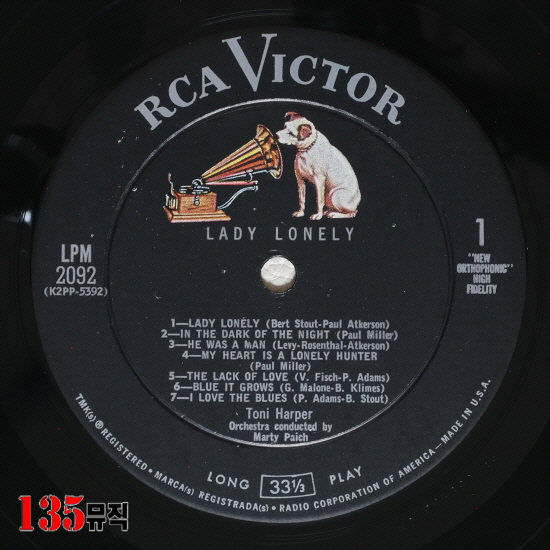 RCA VICTOR
LADY LONELY
LPM
2092
(K2PP-5392)
1
"NEW
ORTHOPHONIC"
HIGH
FIDELITY
1—LADY LONELY (Bert Stout-Paul Atkerson)
2—IN THE DARK OF THE NIGHT (Paul Miller)
3—HE WAS A MAN (Levy-Rosenthal-Atkerson)
4—MY HEART IS A LONELY HUNTER
(Paul Miller)
5—THE LACK OF LOVE (V. Fisch-P. Adams)
6—BLUE IT GROWS (G. Malone-B. Klimes)
7—I LOVE THE BLUES (P. Adams-B. Stout)
Toni Harper
Orchestra conducted by
Marty Paich
LONG 33⅓ PLAY
TMK(s) ® REGISTERED • MARCA(s) REGISTRADA(s) • RADIO CORPORATION OF AMERICA—MADE IN U.S.A.
135뮤직